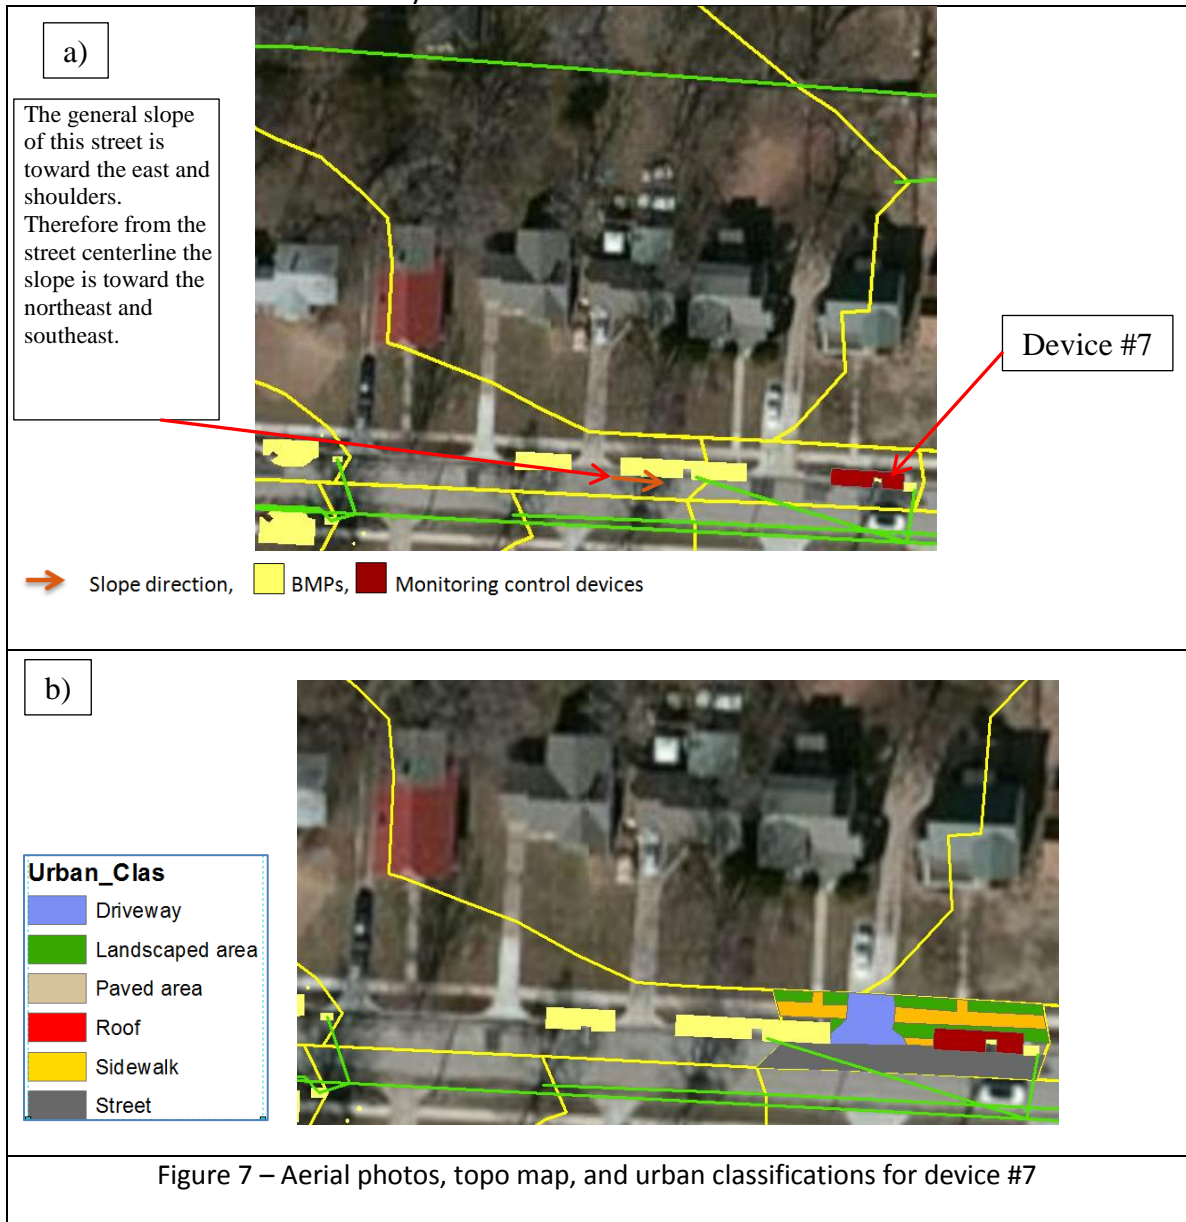 a)
The general slope
of this street is
toward the east and
shoulders.
Therefore from the
street centerline the
slope is toward the
northeast and
southeast.
Device #7
Slope direction, BMPs, Monitoring control devices
b)
Urban_Clas
Driveway
Landscaped area
Paved area
Roof
Sidewalk
Street
Figure 7 – Aerial photos, topo map, and urban classifications for device #7